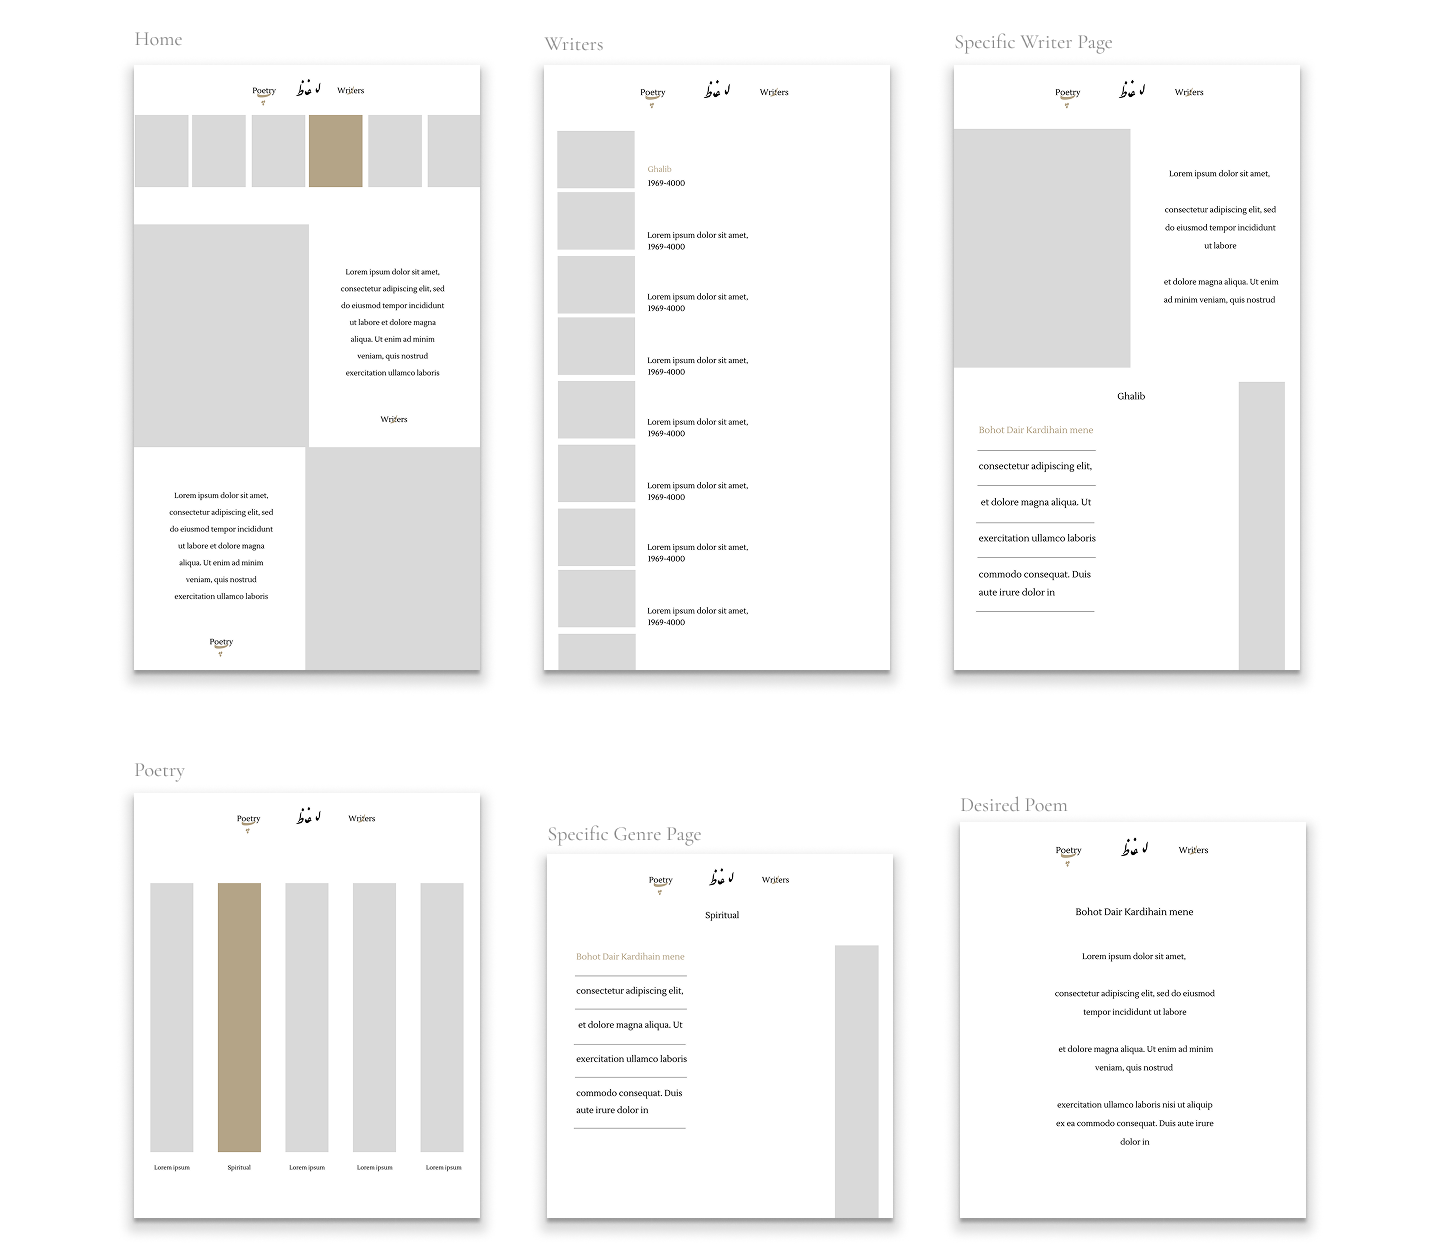 Home
Poetry
Writers
Lorem ipsum dolor sit amet,
consectetur adipiscing elit, sed
do eiusmod tempor incididunt
ut labore et dolore magna
aliqua. Ut enim ad minim
veniam, quis nostrud
exercitation ullamco laboris
Writers
Lorem ipsum dolor sit amet,
consectetur adipiscing elit, sed
do eiusmod tempor incididunt
ut labore et dolore magna
aliqua. Ut enim ad minim
veniam, quis nostrud
exercitation ullamco laboris
Poetry
Writers
Poetry
Writers
Ghalib
1969-4000
Lorem ipsum dolor sit amet,
1969-4000
Lorem ipsum dolor sit amet,
1969-4000
Lorem ipsum dolor sit amet,
1969-4000
Lorem ipsum dolor sit amet,
1969-4000
Lorem ipsum dolor sit amet,
1969-4000
Lorem ipsum dolor sit amet,
1969-4000
Lorem ipsum dolor sit amet,
1969-4000
Specific Writer Page
Poetry
Writers
Lorem ipsum dolor sit amet,
consectetur adipiscing elit, sed
do eiusmod tempor incididunt
ut labore
et dolore magna aliqua. Ut enim
ad minim veniam, quis nostrud
Ghalib
Bohot Dair Kardihain mene
consectetur adipiscing elit,
et dolore magna aliqua. Ut
exercitation ullamco laboris
commodo consequat. Duis
aute irure dolor in
Poetry
Poetry
Writers
Lorem ipsum
Spiritual
Lorem ipsum
Lorem ipsum
Lorem ipsum
Specific Genre Page
Poetry
Writers
Spiritual
Bohot Dair Kardihain mene
consectetur adipiscing elit,
et dolore magna aliqua. Ut
exercitation ullamco laboris
commodo consequat. Duis
aute irure dolor in
Desired Poem
Poetry
Writers
Bohot Dair Kardihain mene
Lorem ipsum dolor sit amet,
consectetur adipiscing elit, sed do eiusmod
tempor incididunt ut labore
et dolore magna aliqua. Ut enim ad minim
veniam, quis nostrud
exercitation ullamco laboris nisi ut aliquip
ex ea commodo consequat. Duis aute irure
dolor in